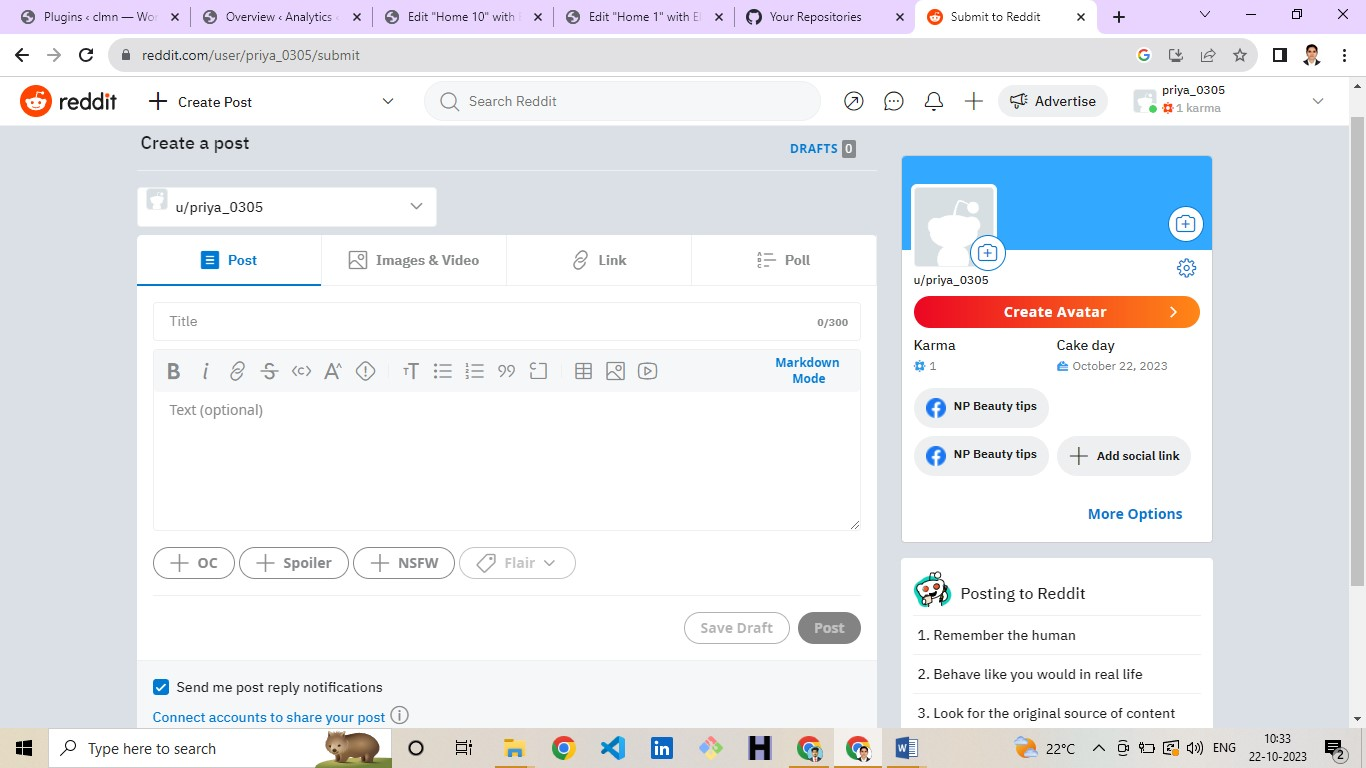 Plugins ‹ clmn — Wor
Overview ‹ Analytics ‹
Edit "Home 10" with E
Edit "Home 1" with El
Your Repositories
Submit to Reddit
reddit.com/user/priya_0305/submit
reddit
Create Post
Search Reddit
Advertise
priya_0305
1 karma
Create a post
DRAFTS 0
u/priya_0305
Post
Images & Video
Link
Poll
Title
0/300
Markdown
Mode
Text (optional)
OC
Spoiler
NSFW
Flair
Save Draft
Post
Send me post reply notifications
Connect accounts to share your post
u/priya_0305
Create Avatar
Karma
Cake day
1
October 22, 2023
NP Beauty tips
NP Beauty tips
Add social link
More Options
Posting to Reddit
1. Remember the human
2. Behave like you would in real life
3. Look for the original source of content
Type here to search
22°C
ENG
10:33
22-10-2023
2